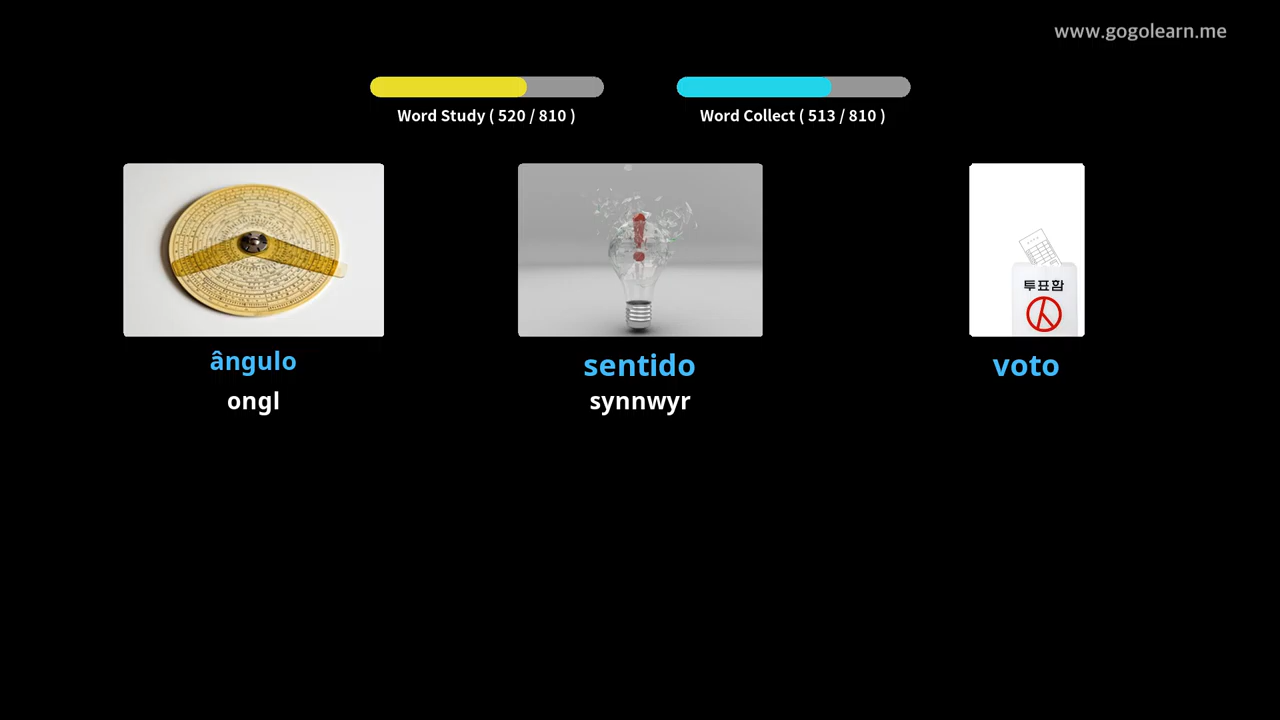 www.gogolearn.me
Word Study ( 520 / 810 )
Word Collect ( 513 / 810 )
투표함
ângulo
sentido
voto
ongl
synnwyr